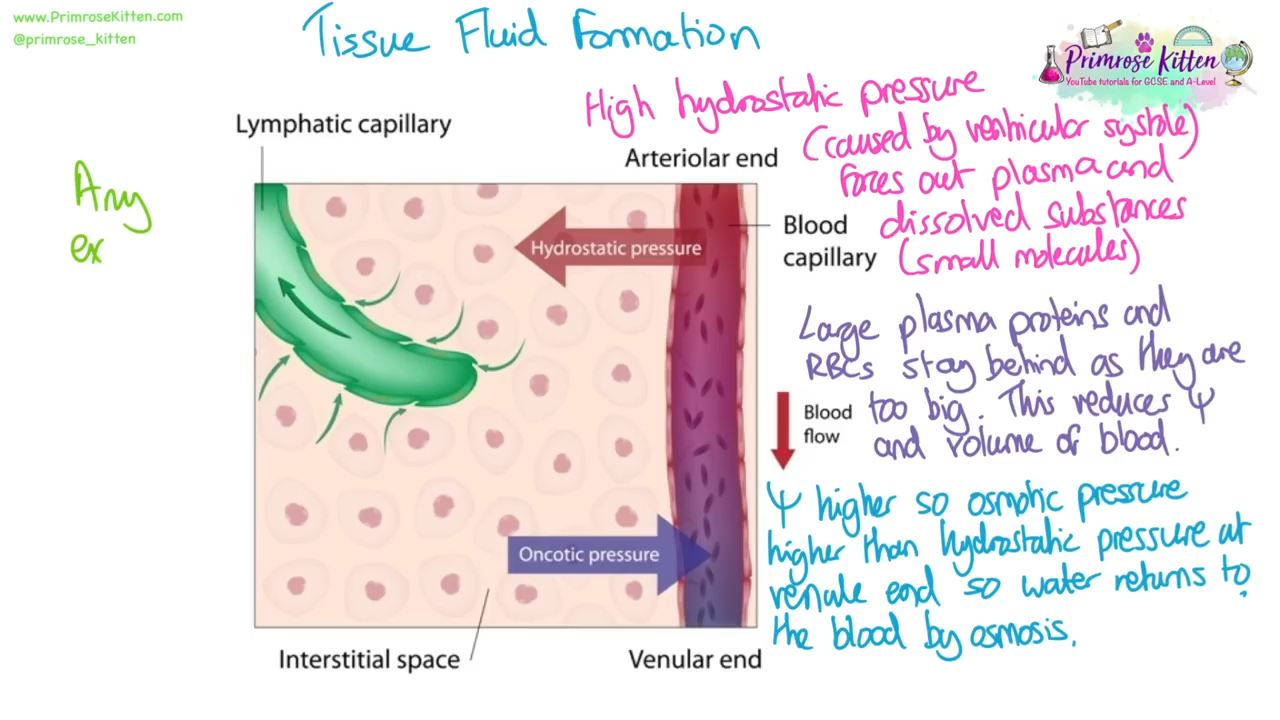 www.PrimroseKitten.com
@primrose_kitten
Tissue Fluid Formation
Primrose Kitten
YouTube tutorials for GCSE and A-Level
High hydrostatic pressure
(caused by ventricular systole)
forces out plasma and
dissolved substances
(small molecules)
Lymphatic capillary
Arteriolar end
Any
ex
Blood
capillary
Hydrostatic pressure
Large plasma proteins and
RBCs stay behind as they are
too big. This reduces Ψ
and volume of blood.
Blood
flow
Ψ higher so osmotic pressure
higher than hydrostatic pressure at
venule end so water returns to
the blood by osmosis.
Oncotic pressure
Interstitial space
Venular end